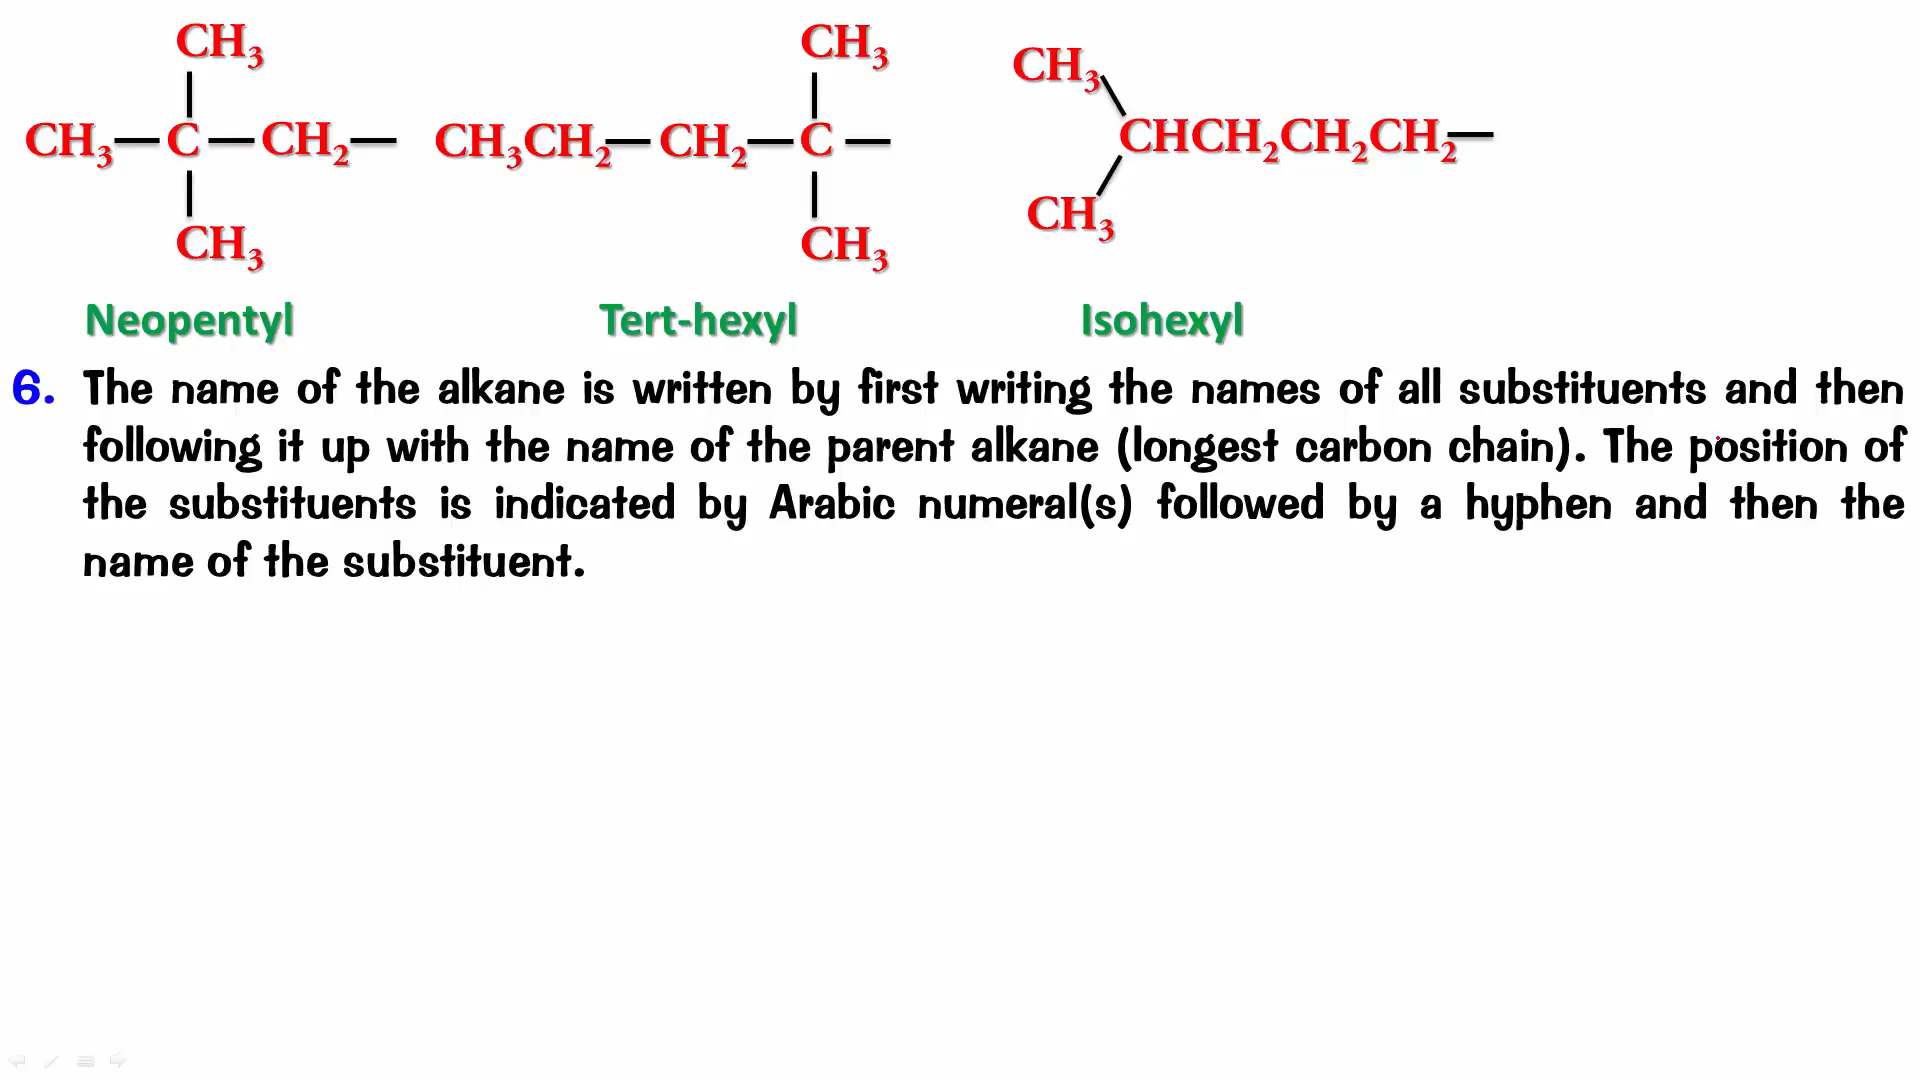 CH₃ CH₃
CH₃
CH₃—C—CH₂— CH₃CH₂—CH₂—C— CHCH₂CH₂CH₂—
CH₃
CH₃ CH₃
Neopentyl Tert-hexyl Isohexyl
6. The name of the alkane is written by first writing the names of all substituents and then
following it up with the name of the parent alkane (longest carbon chain). The position of
the substituents is indicated by Arabic numeral(s) followed by a hyphen and then the
name of the substituent.